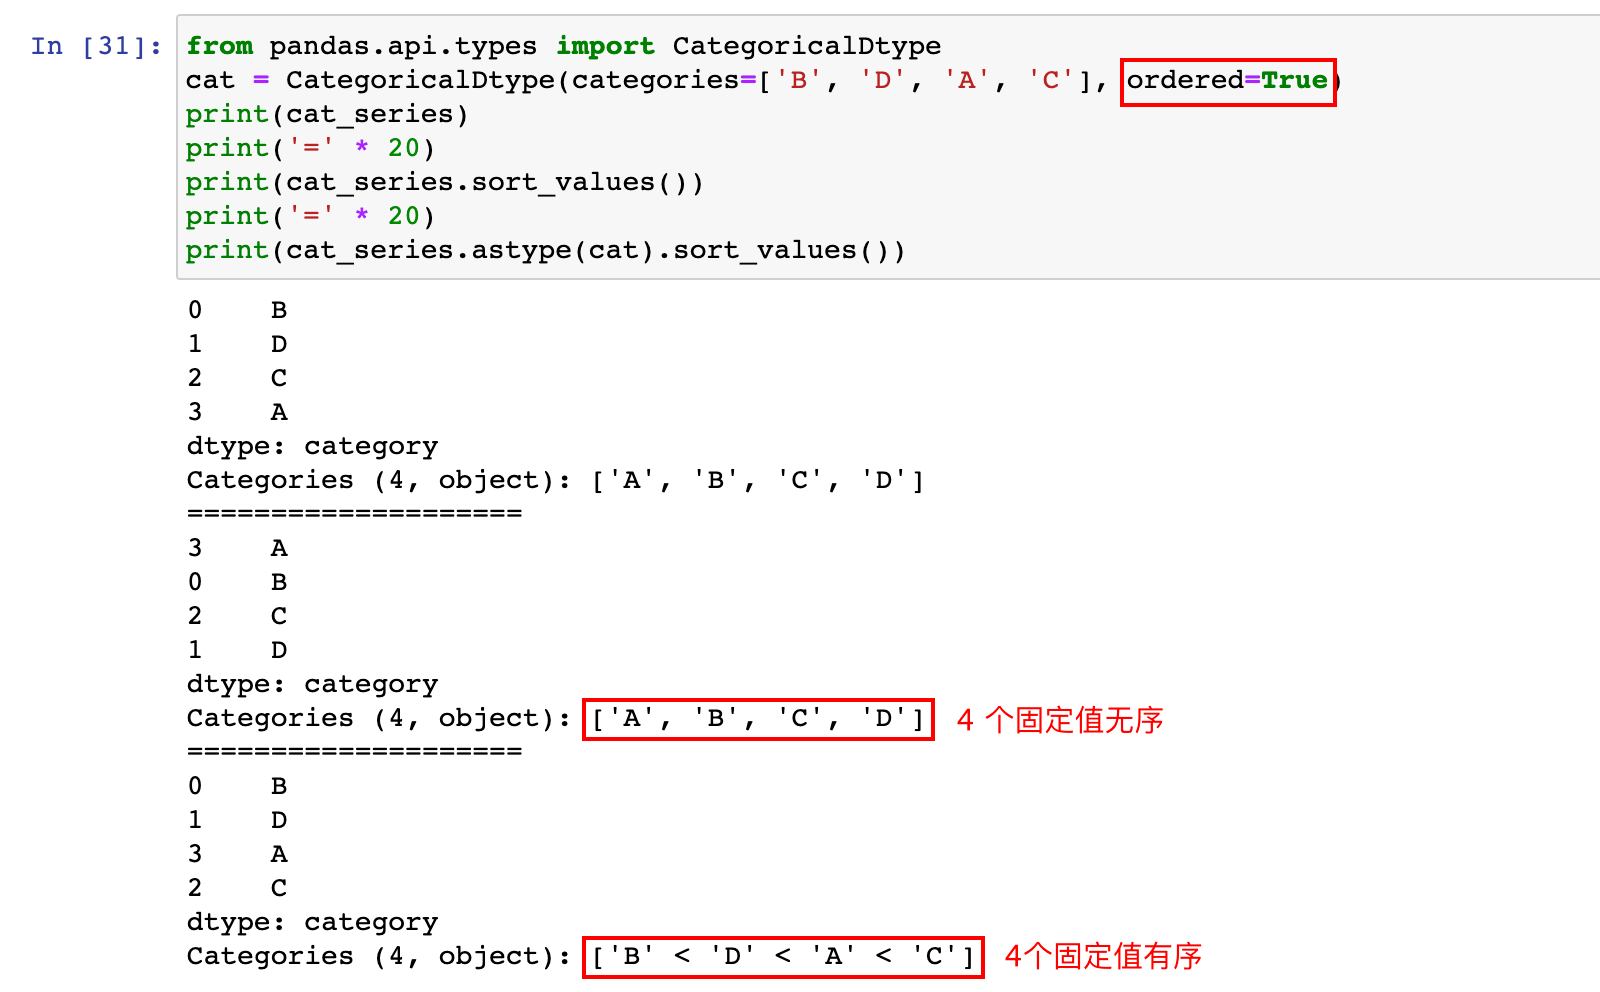 In [31]: from pandas.api.types import CategoricalDtype
cat = CategoricalDtype(categories=['B', 'D', 'A', 'C'], ordered=True)
print(cat_series)
print('=' * 20)
print(cat_series.sort_values())
print('=' * 20)
print(cat_series.astype(cat).sort_values())
0    B
1    D
2    C
3    A
dtype: category
Categories (4, object): ['A', 'B', 'C', 'D']
====================
3    A
0    B
2    C
1    D
dtype: category
Categories (4, object): ['A', 'B', 'C', 'D'] 4 个固定值无序
====================
0    B
1    D
3    A
2    C
dtype: category
Categories (4, object): ['B' < 'D' < 'A' < 'C'] 4个固定值有序